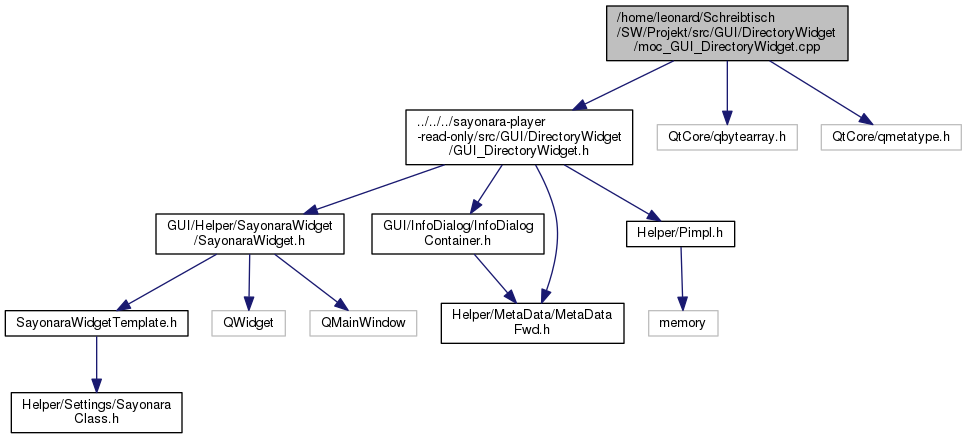 /home/leonard/Schreibtisch
/SW/Projekt/src/GUI/DirectoryWidget
/moc_GUI_DirectoryWidget.cpp
../../../sayonara-player
-read-only/src/GUI/DirectoryWidget
/GUI_DirectoryWidget.h
QtCore/qbytearray.h
QtCore/qmetatype.h
GUI/Helper/SayonaraWidget
/SayonaraWidget.h
GUI/InfoDialog/InfoDialog
Container.h
Helper/Pimpl.h
SayonaraWidgetTemplate.h
QWidget
QMainWindow
Helper/MetaData/MetaData
Fwd.h
memory
Helper/Settings/Sayonara
Class.h